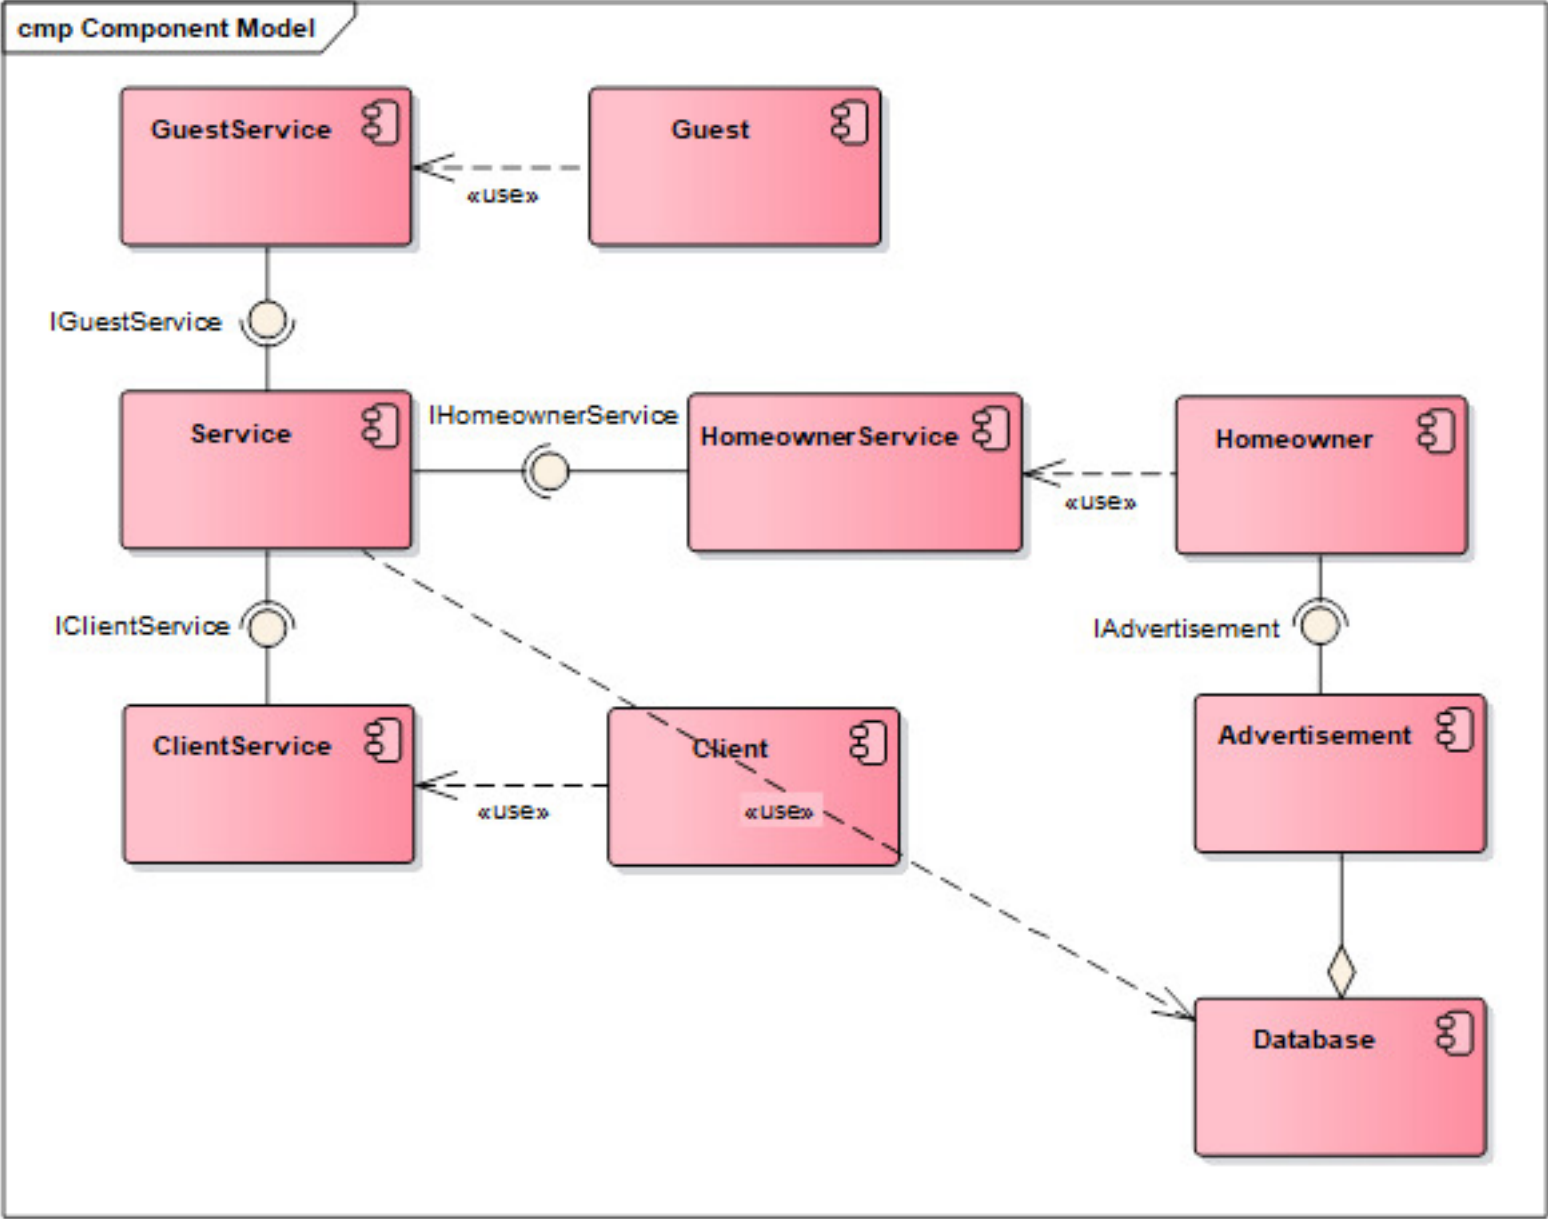 cmp Component Model
GuestService
Guest
«use»
IGuestService
Service
IHomeownerService
HomeownerService
Homeowner
«use»
IClientService
IAdvertisement
ClientService
Client
Advertisement
«use»
«use»
Database